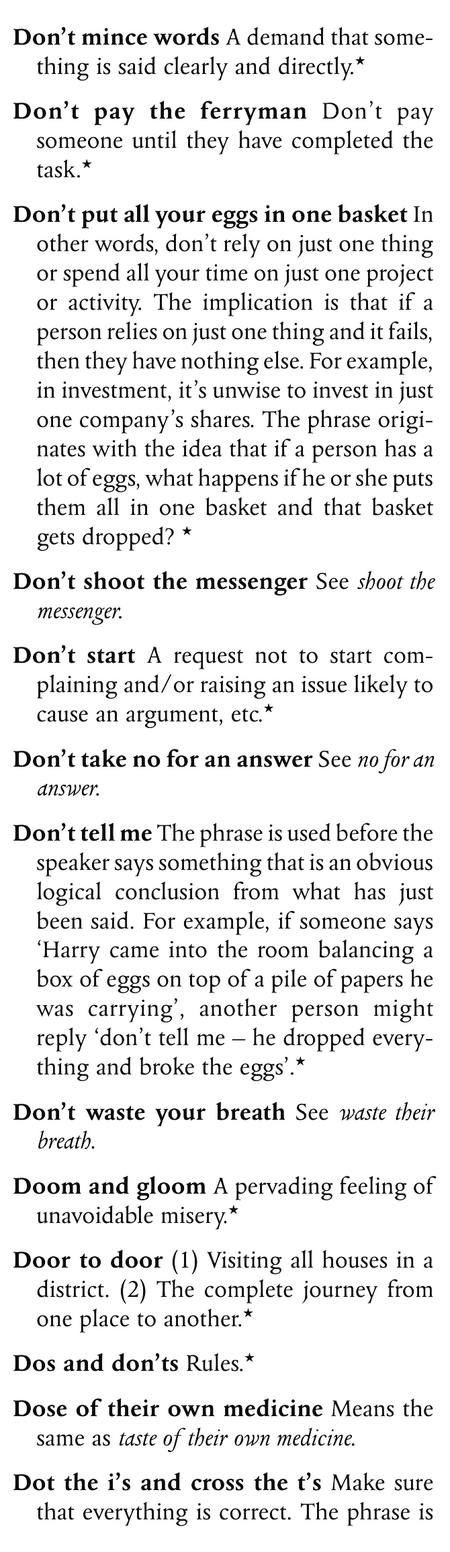 Don't mince words A demand that some-
thing is said clearly and directly.★
Don't pay the ferryman Don't pay
someone until they have completed the
task.★
Don't put all your eggs in one basket In
other words, don't rely on just one thing
or spend all your time on just one project
or activity. The implication is that if a
person relies on just one thing and it fails,
then they have nothing else. For example,
in investment, it's unwise to invest in just
one company's shares. The phrase origi-
nates with the idea that if a person has a
lot of eggs, what happens if he or she puts
them all in one basket and that basket
gets dropped? ★
Don't shoot the messenger See shoot the
messenger.
Don't start A request not to start com-
plaining and/or raising an issue likely to
cause an argument, etc.★
Don't take no for an answer See no for an
answer.
Don't tell me The phrase is used before the
speaker says something that is an obvious
logical conclusion from what has just
been said. For example, if someone says
‘Harry came into the room balancing a
box of eggs on top of a pile of papers he
was carrying’, another person might
reply ‘don't tell me – he dropped every-
thing and broke the eggs’.★
Don't waste your breath See waste their
breath.
Doom and gloom A pervading feeling of
unavoidable misery.★
Door to door (1) Visiting all houses in a
district. (2) The complete journey from
one place to another.★
Dos and don'ts Rules.★
Dose of their own medicine Means the
same as taste of their own medicine.
Dot the i's and cross the t's Make sure
that everything is correct. The phrase is